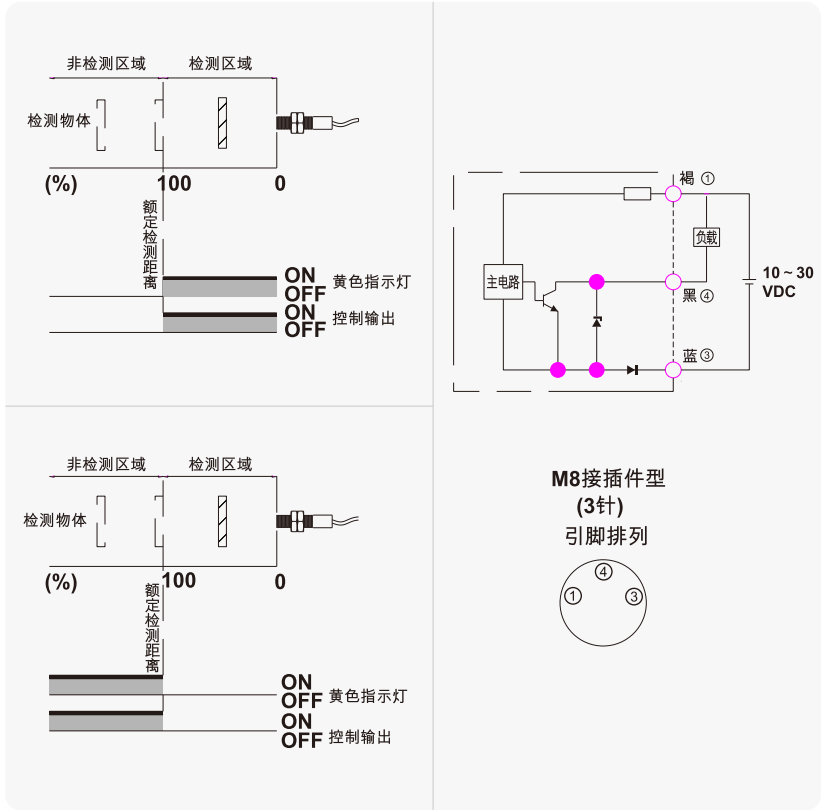 非检测区域 检测区域
检测物体
(%) 100 0
额定检测距离
ON
OFF 黄色指示灯
ON
OFF 控制输出
非检测区域 检测区域
检测物体
(%) 100 0
额定检测距离
ON
OFF 黄色指示灯
ON
OFF 控制输出
褐①
负载
主电路
10~30
VDC
黑④
蓝③
M8接插件型
(3针)
引脚排列
④
① ③